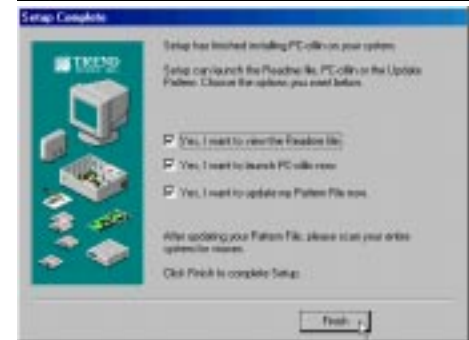 Setup Complete
TREND
Setup has finished installing PC-cillin on your system.
Setup can launch the Readme file, PC-cillin or the Update
Pattern. Choose the options you want below.
Yes, I want to view the Readme file.
Yes, I want to launch PC-cillin now.
Yes, I want to update my Pattern File now.
After updating your Pattern File, please scan your entire
system for viruses.
Click Finish to complete Setup.
Finish